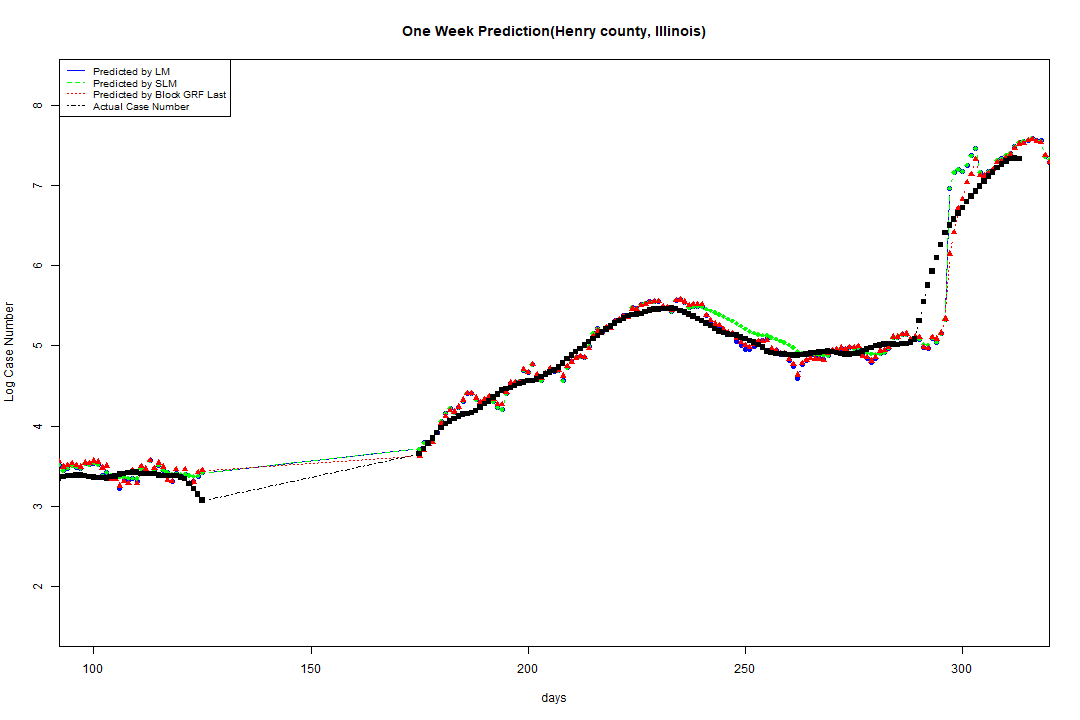 One Week Prediction(Henry county, Illinois)
Predicted by LM
Predicted by SLM
Predicted by Block GRF Last
Actual Case Number
8
7
6
5
4
3
2
Log Case Number
100 150 200 250 300
days